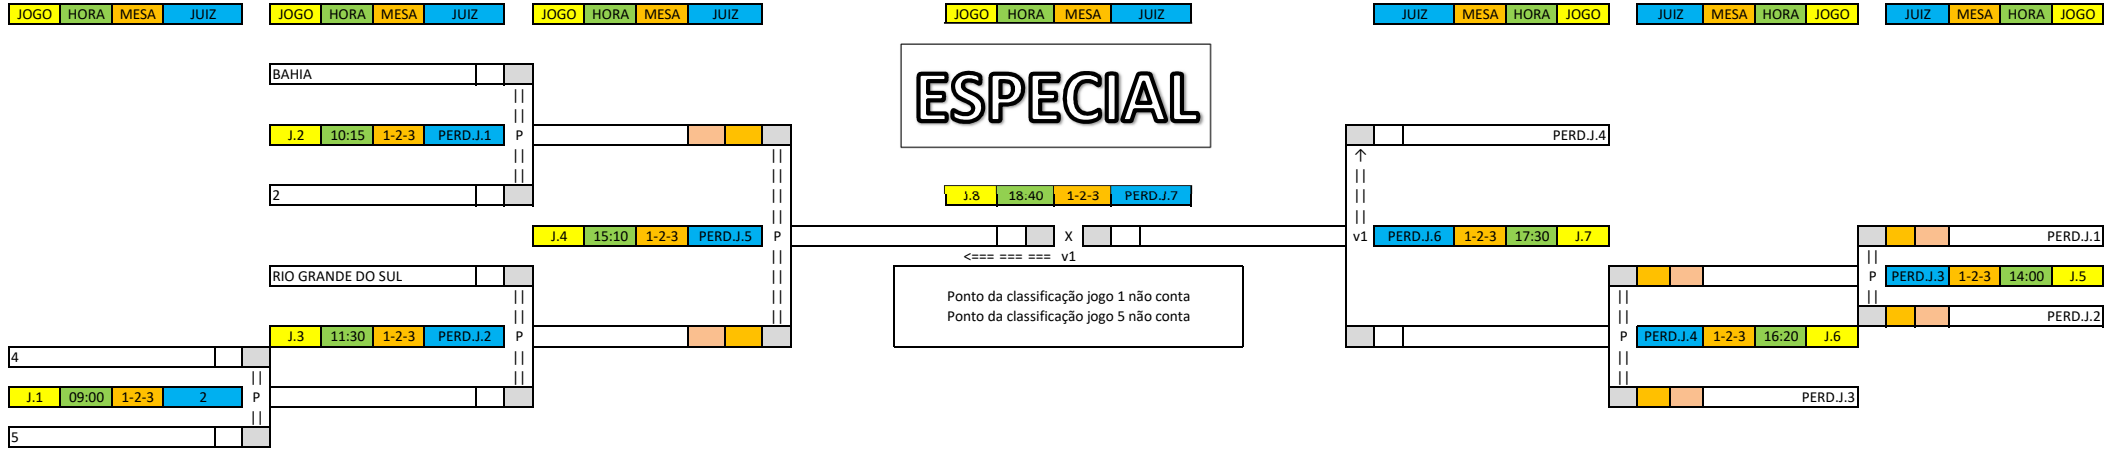 JOGO HORA MESA JUIZ JOGO HORA MESA JUIZ JOGO HORA MESA JUIZ JOGO HORA MESA JUIZ JUIZ MESA HORA JOGO JUIZ MESA HORA JOGO JUIZ MESA HORA JOGO
BAHIA
ESPECIAL
J.2 10:15 1-2-3 PERD.J.1 P PERD.J.4
2 J.8 18:40 1-2-3 PERD.J.7
J.4 15:10 1-2-3 PERD.J.5 P X v1 PERD.J.6 1-2-3 17:30 J.7 PERD.J.1
<=== === === v1
RIO GRANDE DO SUL P PERD.J.3 1-2-3 14:00 J.5
Ponto da classificação jogo 1 não conta
Ponto da classificação jogo 5 não conta PERD.J.2
J.3 11:30 1-2-3 PERD.J.2 P P PERD.J.4 1-2-3 16:20 J.6
4
J.1 09:00 1-2-3 2 P PERD.J.3
5